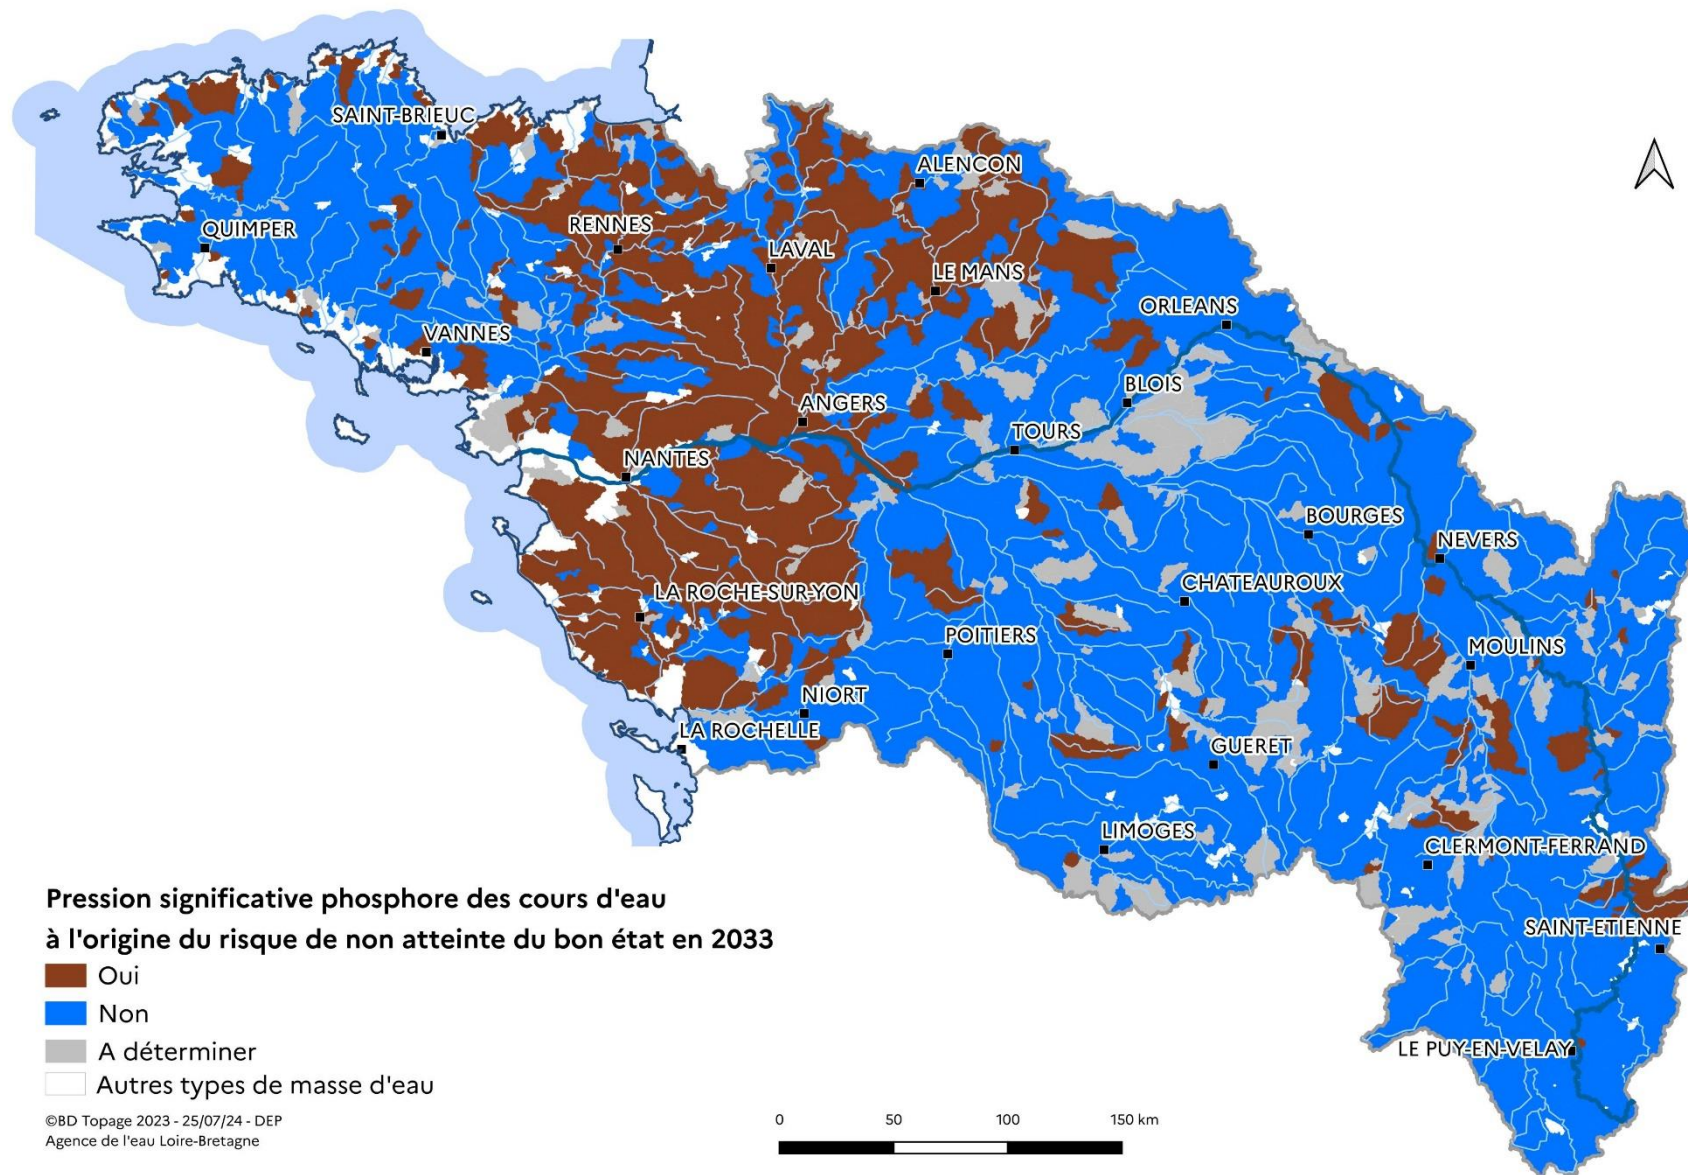 SAINT-BRIEUC
ALENCON
QUIMPER
RENNES
LAVAL
LE MANS
ORLEANS
VANNES
BLOIS
ANGERS
TOURS
NANTES
BOURGES
NEVERS
LA ROCHE-SUR-YON
CHATEAUROUX
POITIERS
MOULINS
NIORT
LA ROCHELLE
GUERET
LIMOGES
CLERMONT-FERRAND
SAINT-ETIENNE
LE PUY-EN-VELAY
Pression significative phosphore des cours d'eau
à l'origine du risque de non atteinte du bon état en 2033
Oui
Non
A déterminer
Autres types de masse d'eau
©BD Topage 2023 - 25/07/24 - DEP
Agence de l'eau Loire-Bretagne
0 50 100 150 km